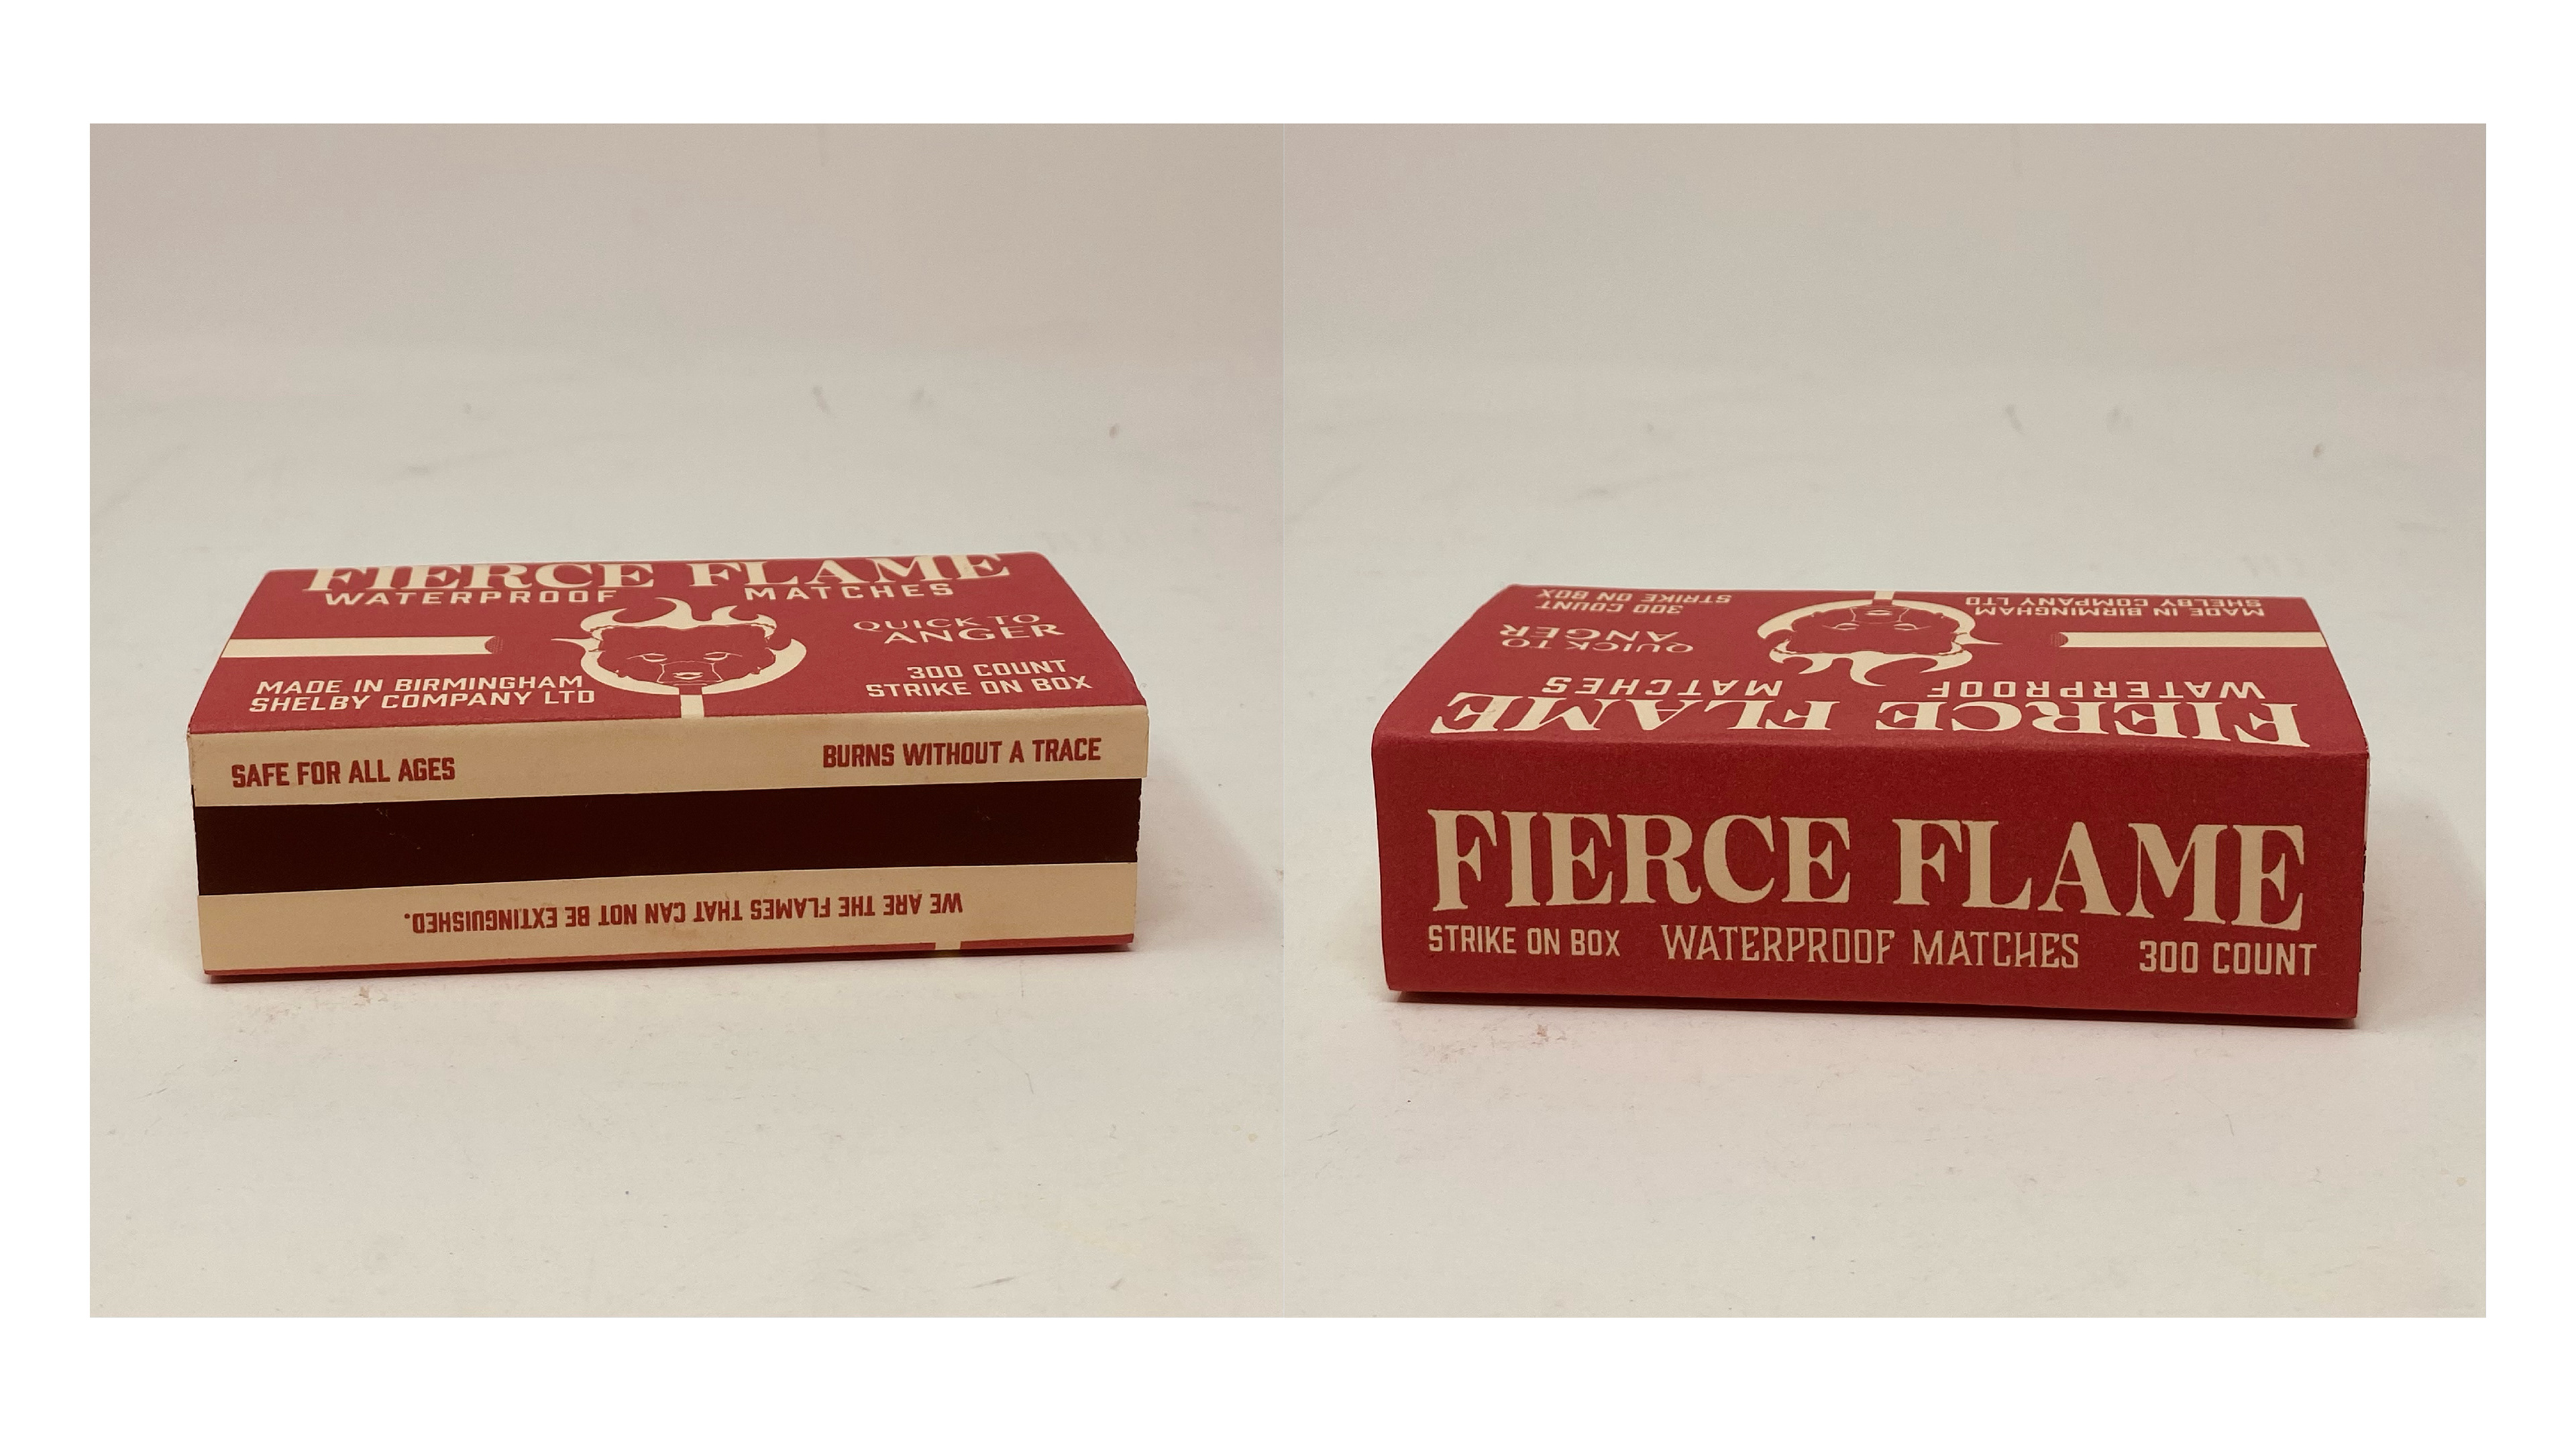 FIERCE FLAME
WATERPROOF MATCHES
QUICK TO
ANGER
MADE IN BIRMINGHAM
SHELBY COMPANY LTD
300 COUNT
STRIKE ON BOX
SAFE FOR ALL AGES
BURNS WITHOUT A TRACE
WE ARE THE FLAMES THAT CAN NOT BE EXTINGUISHED.
FIERCE FLAME
WATERPROOF MATCHES
QUICK TO
ANGER
MADE IN BIRMINGHAM
SHELBY COMPANY LTD
300 COUNT
STRIKE ON BOX
FIERCE FLAME
STRIKE ON BOX WATERPROOF MATCHES 300 COUNT